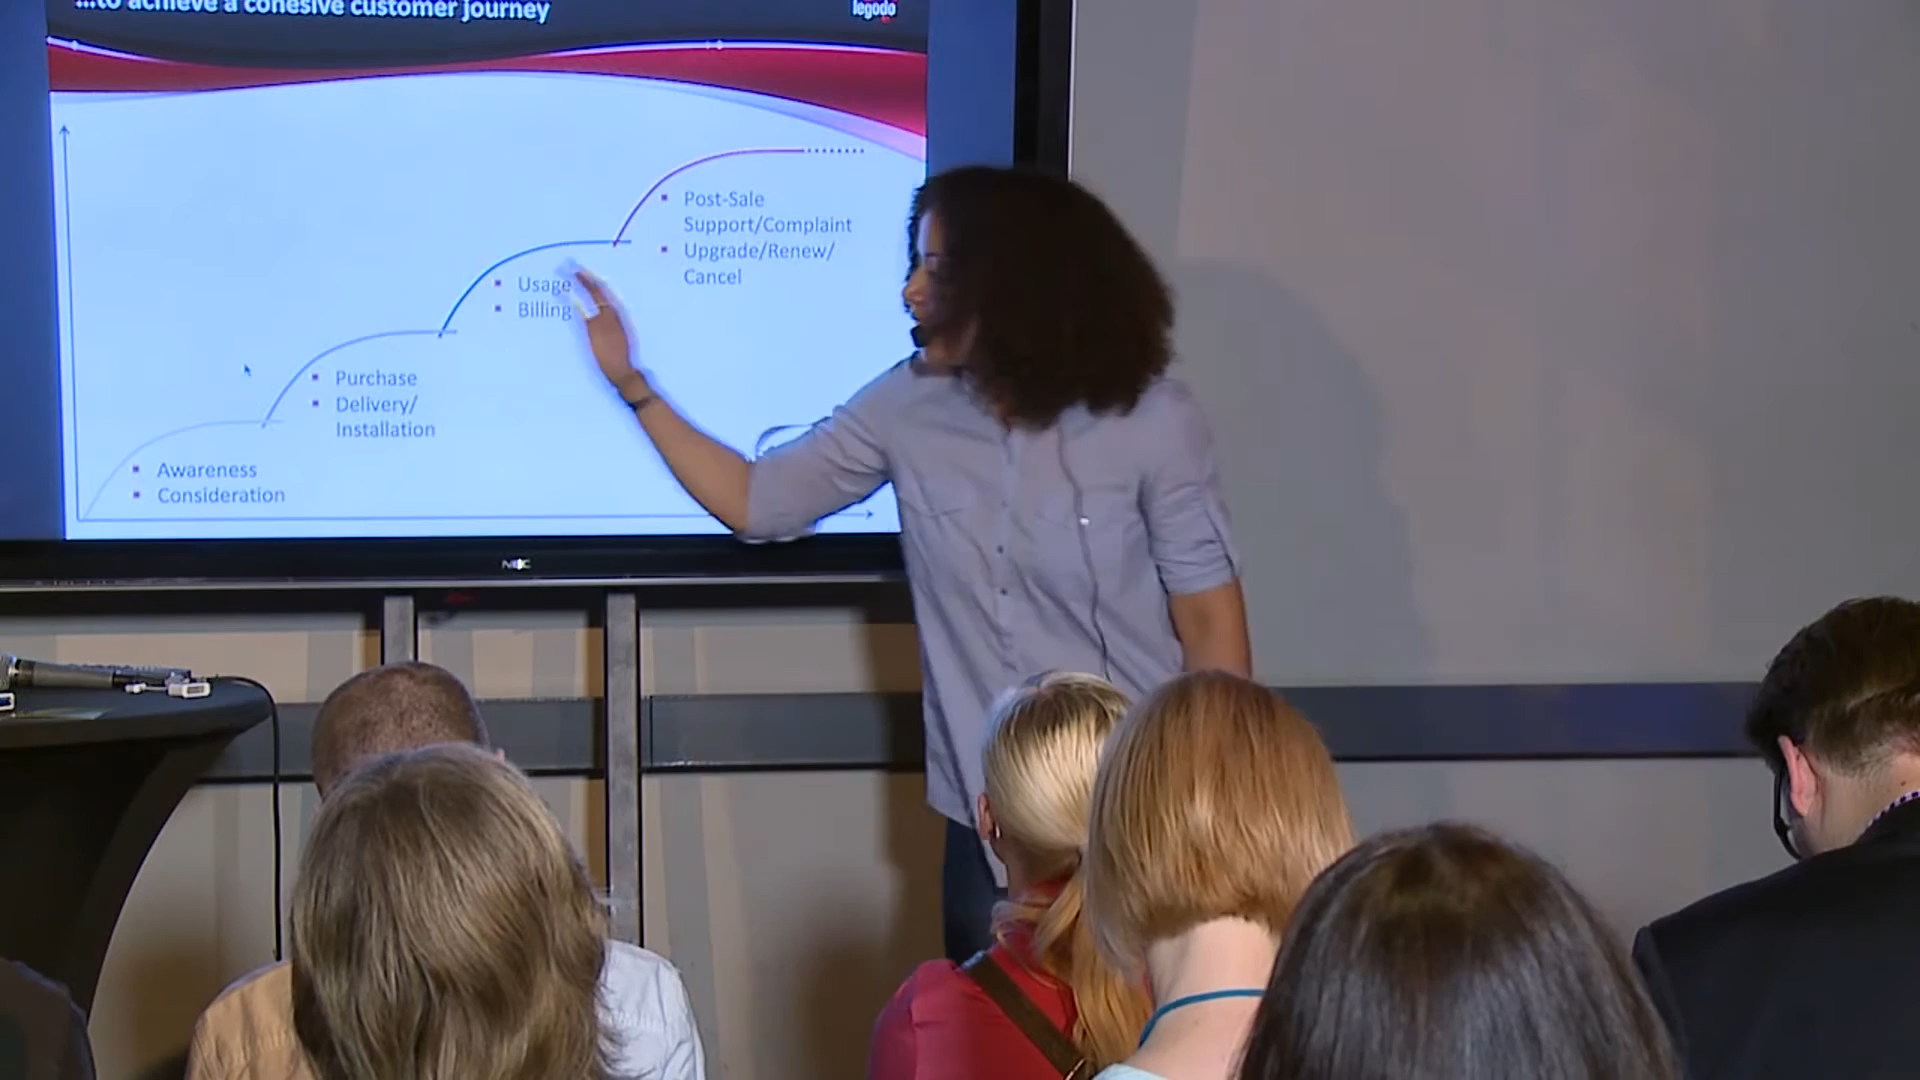 ...to achieve a cohesive customer journey
legodo
Post-Sale
Support/Complaint
Upgrade/Renew/
Cancel
Usage
Billing
Purchase
Delivery/
Installation
Awareness
Consideration
NEC